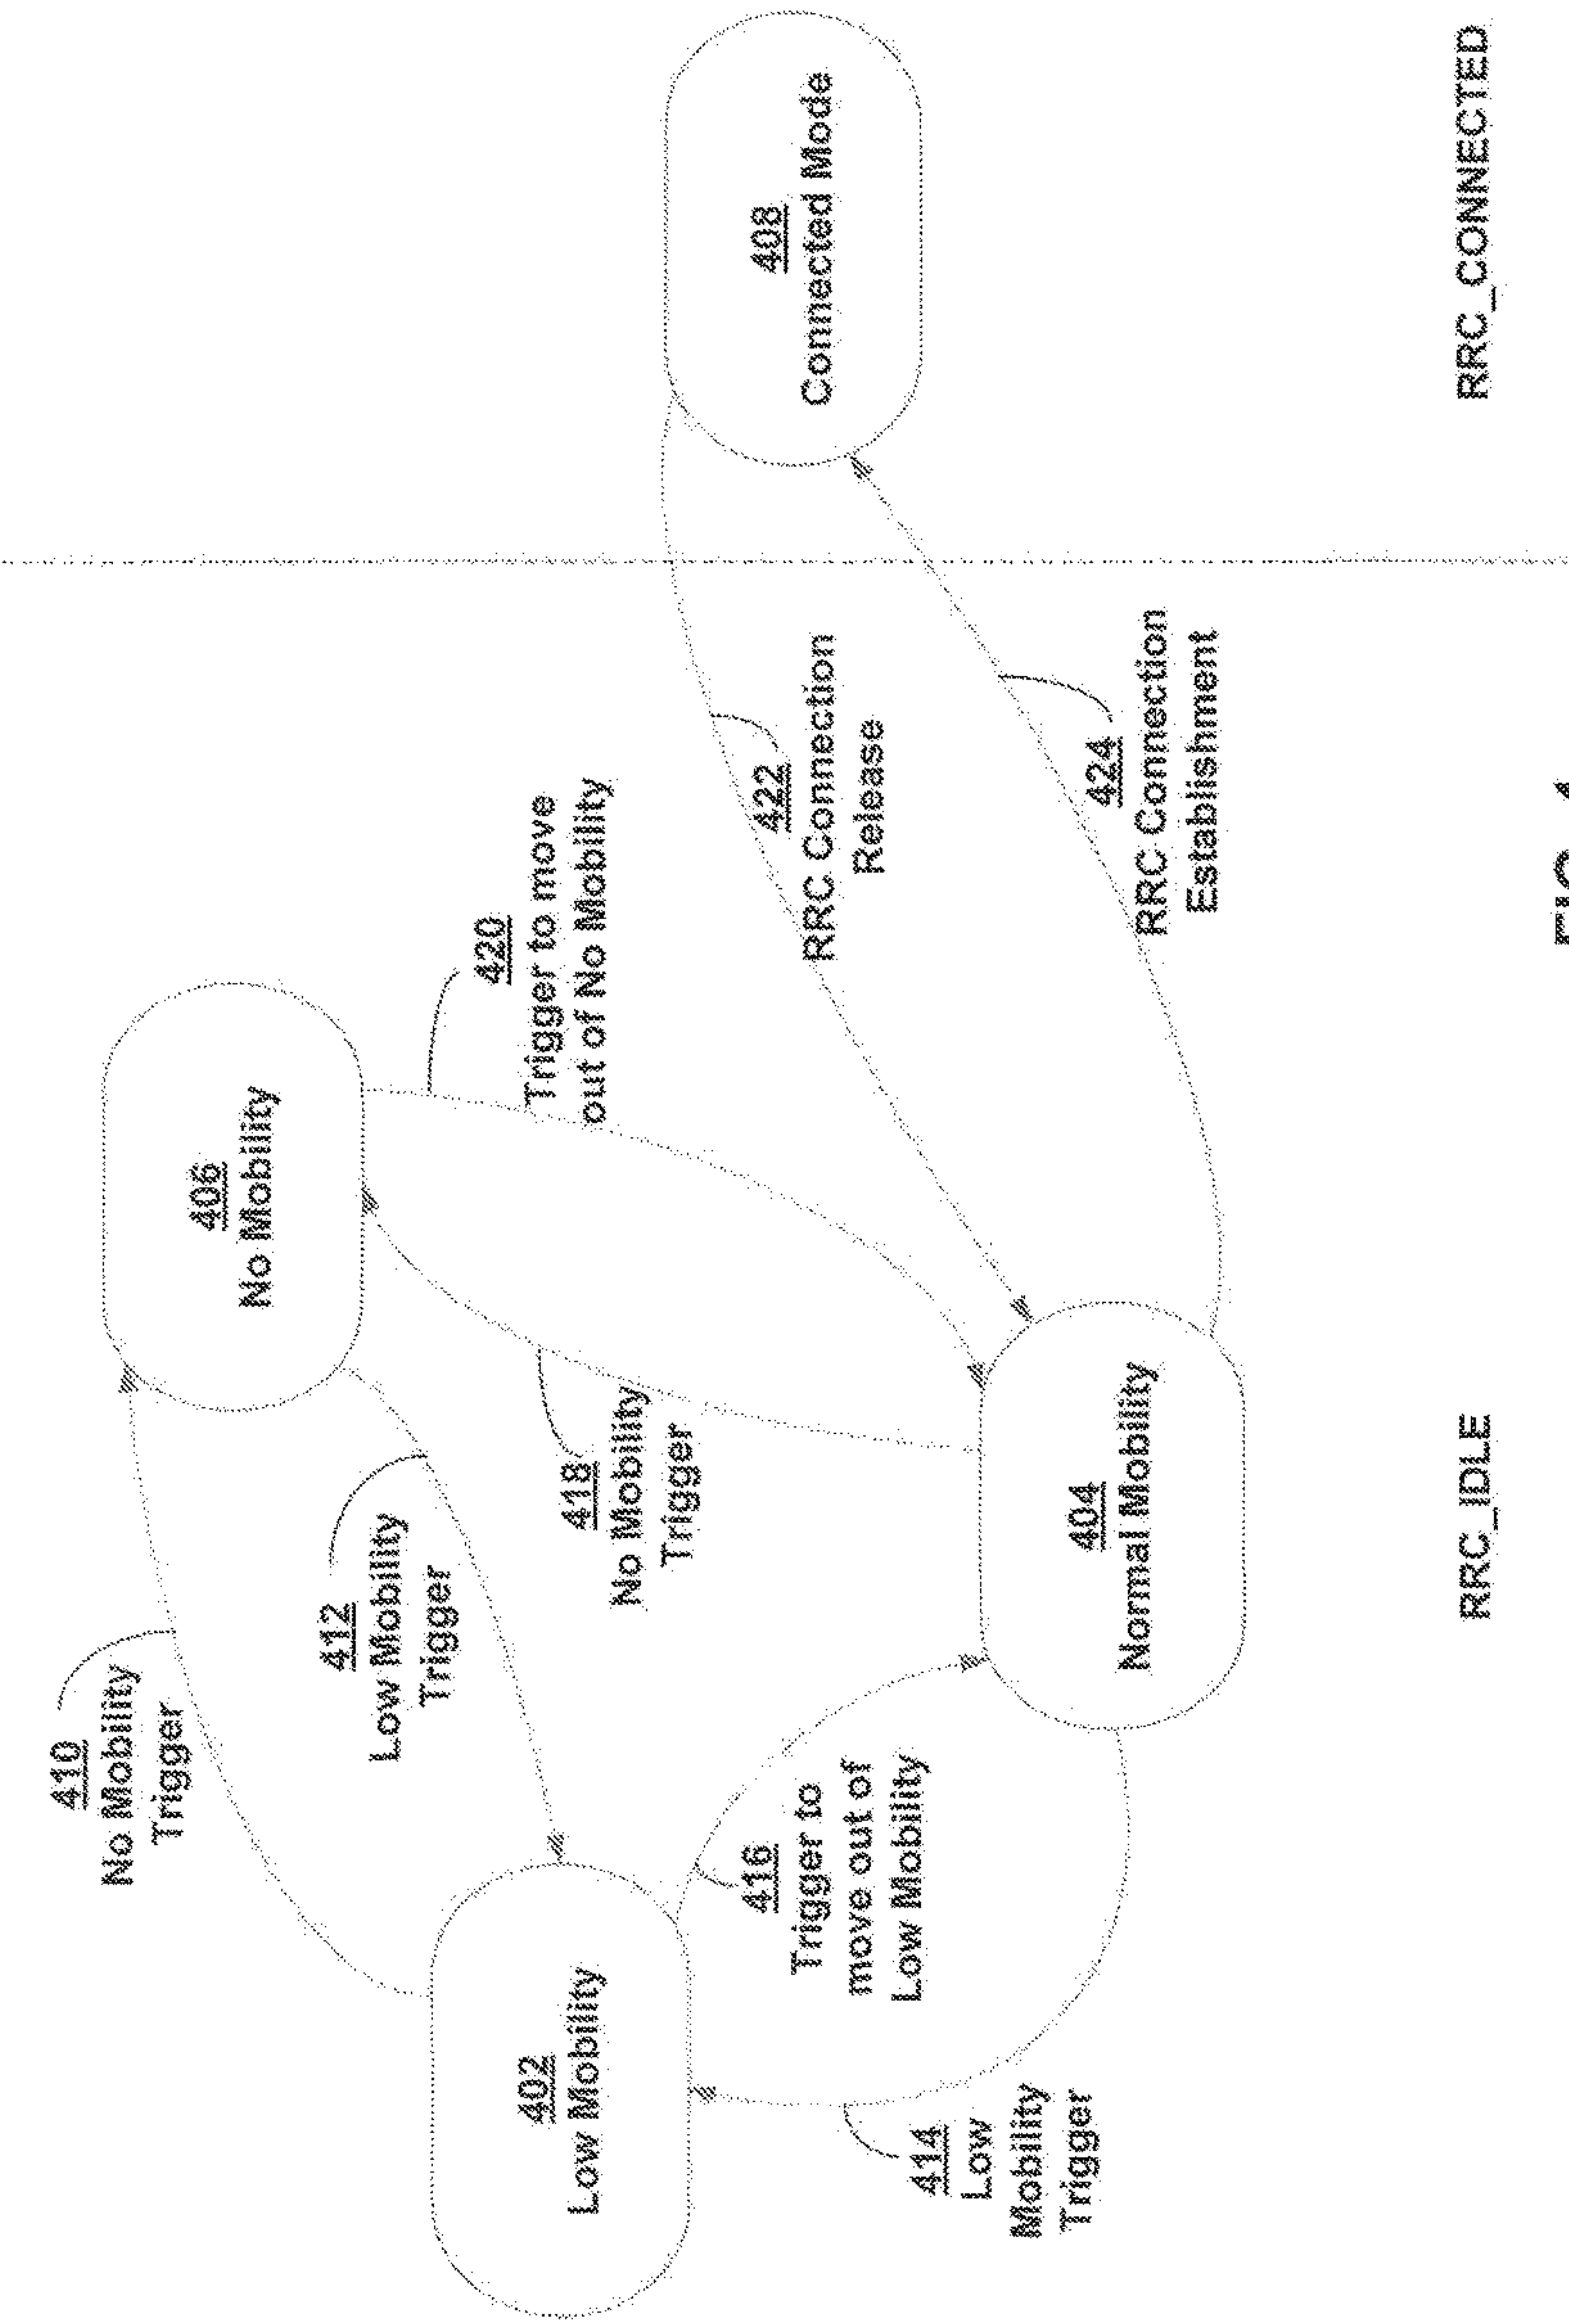 410
No Mobility
Trigger
406
No Mobility
412
Low Mobility
Trigger
420
Trigger to move
out of No Mobility
402
Low Mobility
418
No Mobility
Trigger
408
Connected Mode
422
RRC Connection
Release
416
Trigger to
move out of
Low Mobility
414
Low
Mobility
Trigger
404
Normal Mobility
424
RRC Connection
Establishment
RRC_IDLE
RRC_CONNECTED